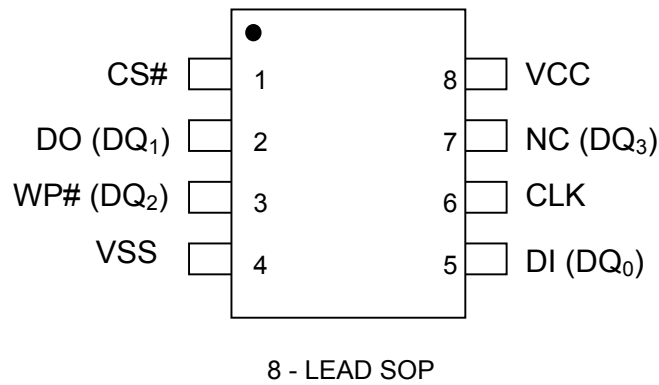 CS# 1 8 VCC
DO (DQ₁) 2 7 NC (DQ₃)
WP# (DQ₂) 3 6 CLK
VSS 4 5 DI (DQ₀)
8 - LEAD SOP